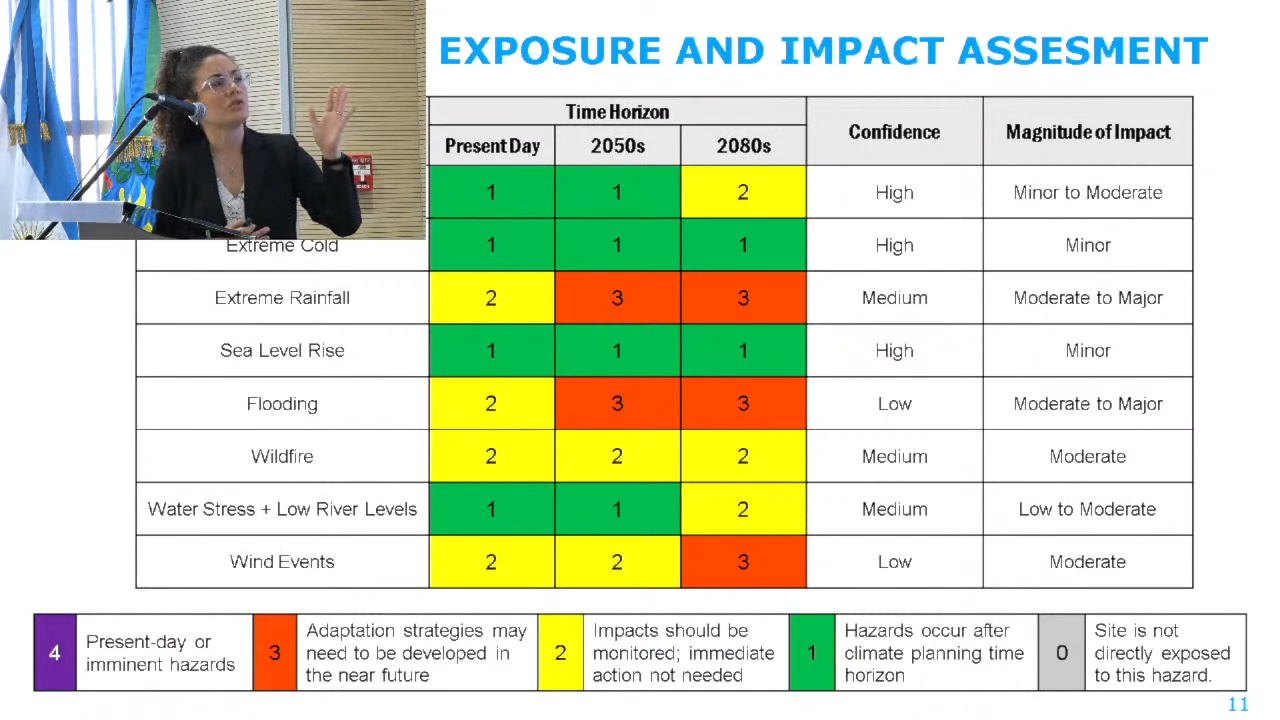 EXPOSURE AND IMPACT ASSESMENT
Time Horizon
Confidence
Magnitude of Impact
Present Day 2050s 2080s
1 1 2 High Minor to Moderate
Extreme Cold 1 1 1 High Minor
Extreme Rainfall 2 3 3 Medium Moderate to Major
Sea Level Rise 1 1 1 High Minor
Flooding 2 3 3 Low Moderate to Major
Wildfire 2 2 2 Medium Moderate
Water Stress + Low River Levels 1 1 2 Medium Low to Moderate
Wind Events 2 2 3 Low Moderate
4
Present-day or
imminent hazards
3
Adaptation strategies may
need to be developed in
the near future
2
Impacts should be
monitored; immediate
action not needed
1
Hazards occur after
climate planning time
horizon
0
Site is not
directly exposed
to this hazard.
11